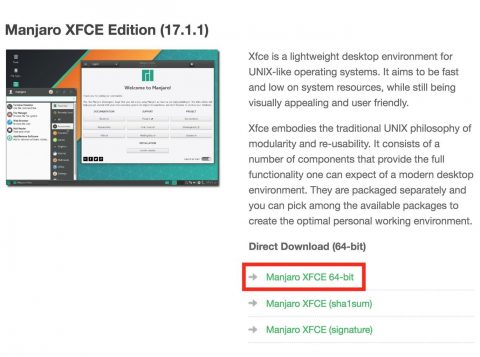 Manjaro XFCE Edition (17.1.1)
Welcome to Manjaro!
DOCUMENTATION
SUPPORT
PROJECT
INSTALLATION
Xfce is a lightweight desktop environment for
UNIX-like operating systems. It aims to be fast
and low on system resources, while still being
visually appealing and user friendly.
Xfce embodies the traditional UNIX philosophy of
modularity and re-usability. It consists of a
number of components that provide the full
functionality one can expect of a modern desktop
environment. They are packaged separately and
you can pick among the available packages to
create the optimal personal working environment.
Direct Download (64-bit)
Manjaro XFCE 64-bit
Manjaro XFCE (sha1sum)
Manjaro XFCE (signature)